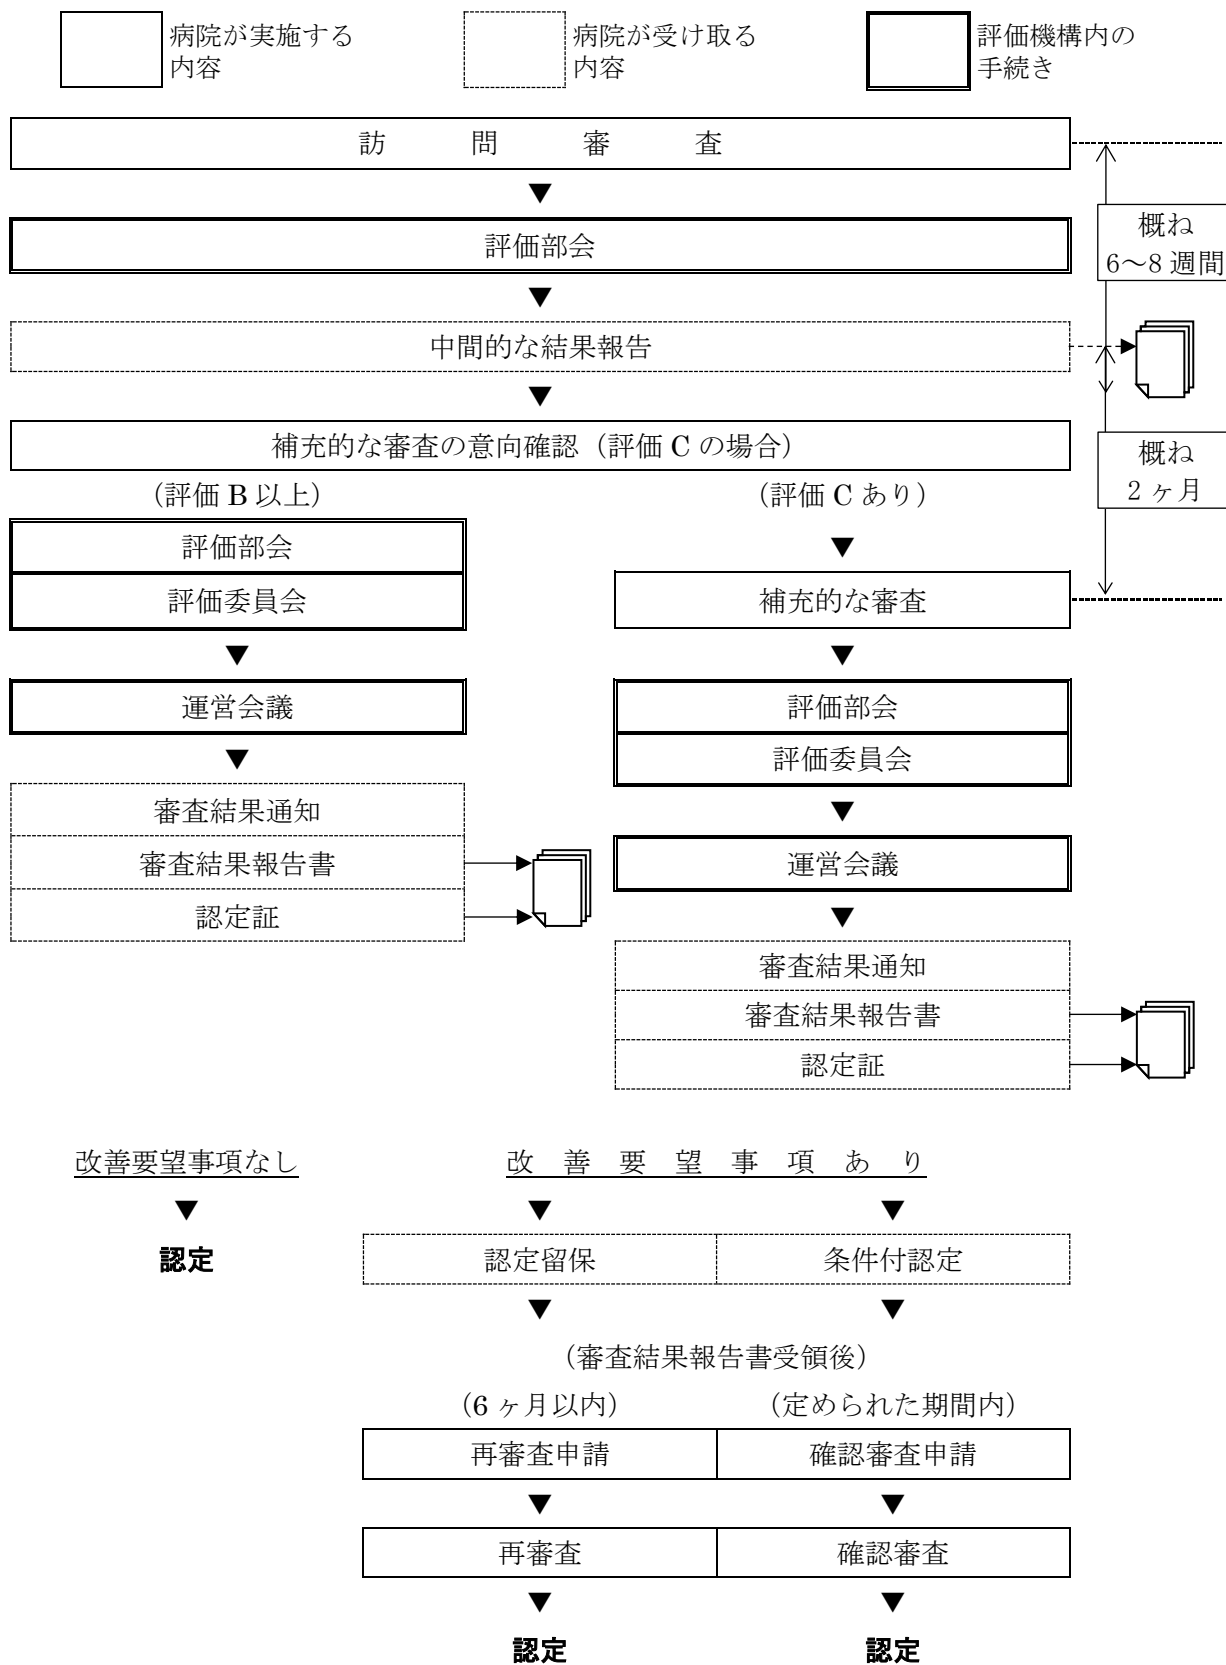 病院が実施する
内容
病院が受け取る
内容
評価機構内の
手続き
訪問審査
▼
評価部会
概ね
6～8 週間
▼
中間的な結果報告
▼
補充的な審査の意向確認（評価 C の場合）
概ね
2 ヶ月
（評価 B 以上）
（評価 C あり）
評価部会
評価委員会
▼
運営会議
▼
審査結果通知
審査結果報告書
認定証
▼
補充的な審査
▼
評価部会
評価委員会
▼
運営会議
▼
審査結果通知
審査結果報告書
認定証
改善要望事項なし
改善要望事項あり
▼ ▼ ▼
認定
認定留保
条件付認定
▼ ▼
（審査結果報告書受領後）
（6 ヶ月以内）
（定められた期間内）
再審査申請
確認審査申請
▼ ▼
再審査
確認審査
▼ ▼
認定
認定